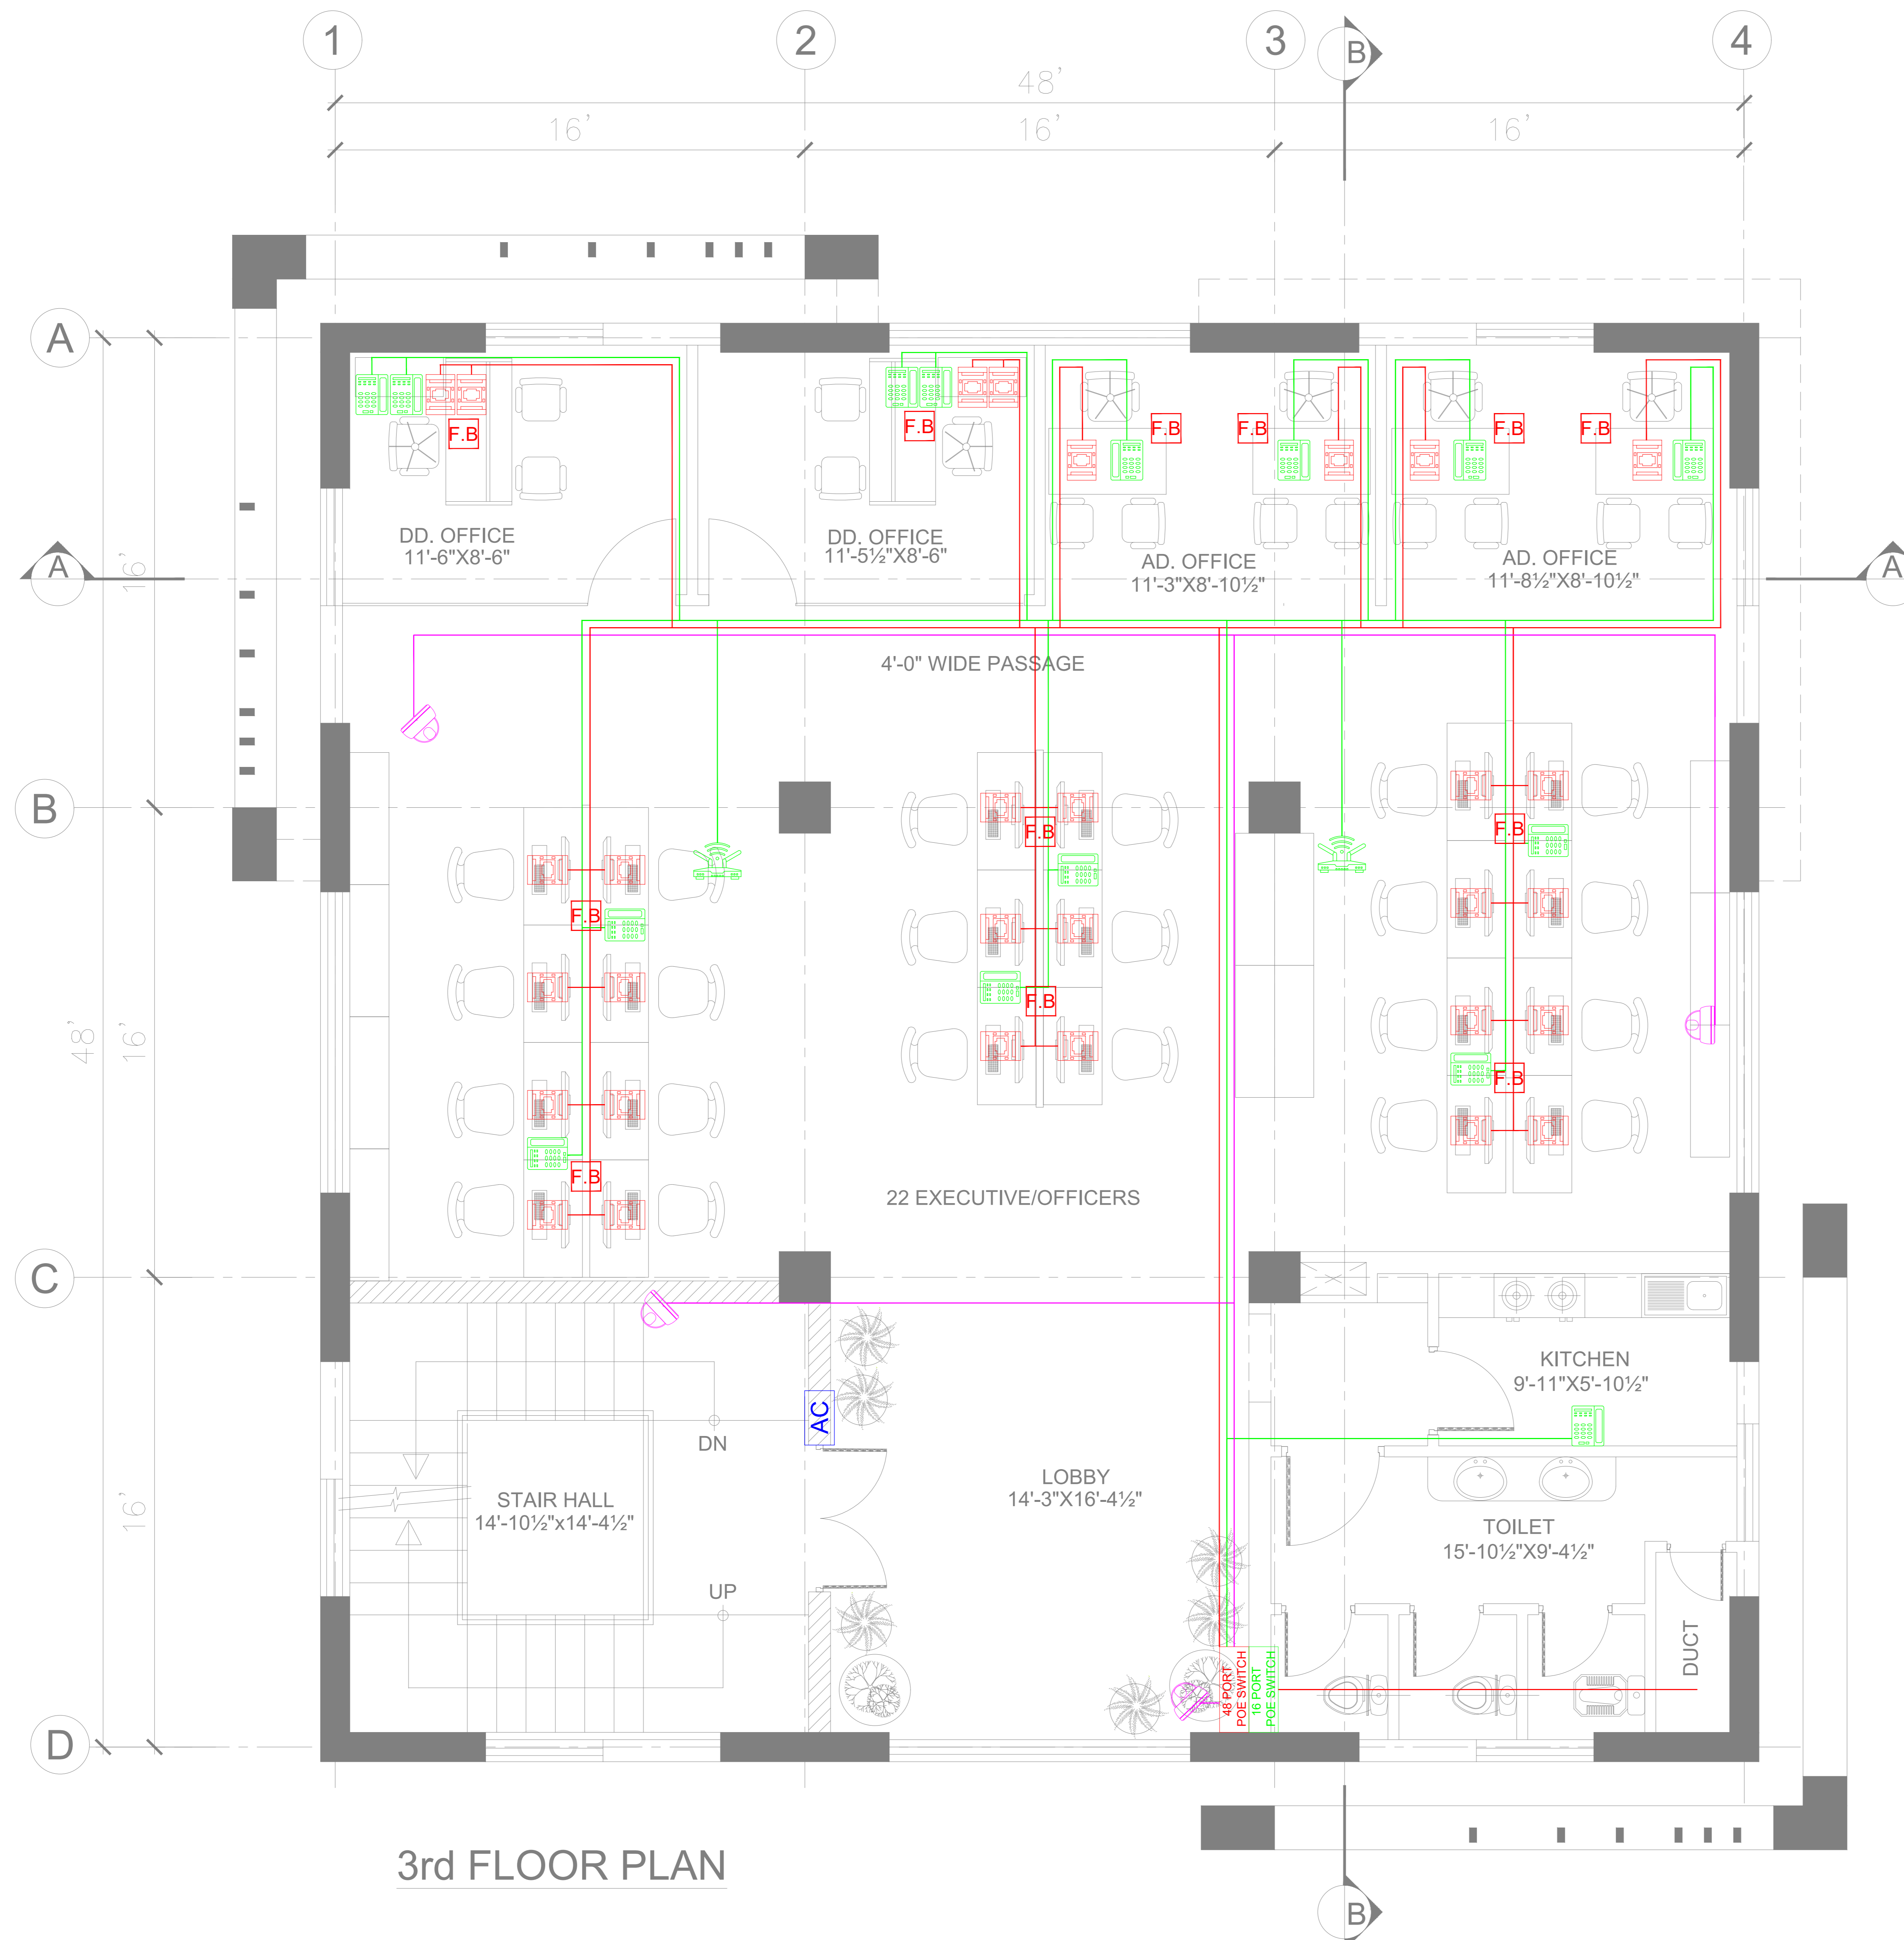 1
2
3
B
4
48'
16'
16'
16'
A
F.B
F.B
F.B
F.B
F.B
F.B
DD. OFFICE
11'-6"X8'-6"
DD. OFFICE
11'-5½"X8'-6"
AD. OFFICE
11'-3"X8'-10½"
AD. OFFICE
11'-8½"X8'-10½"
A
A
16'
4'-0" WIDE PASSAGE
B
F.B
F.B
F.B
48'
16'
F.B
F.B
F.B
22 EXECUTIVE/OFFICERS
C
KITCHEN
9'-11"X5'-10½"
AC
DN
LOBBY
14'-3"X16'-4½"
STAIR HALL
14'-10½"x14'-4½"
16'
TOILET
15'-10½"X9'-4½"
UP
DUCT
48 PORT
POE SWITCH
16 PORT
POE SWITCH
D
3rd FLOOR PLAN
B